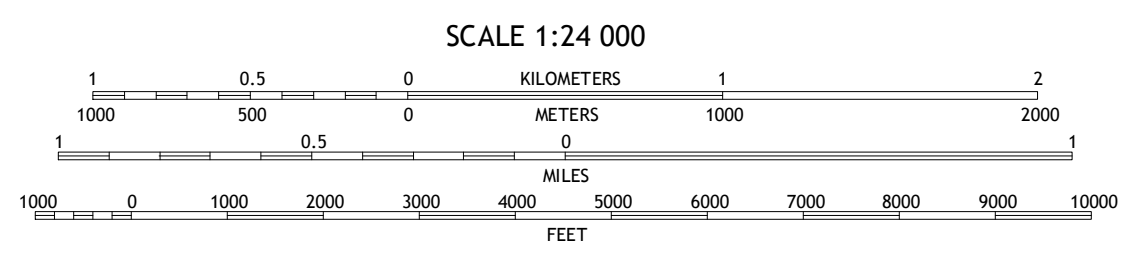 SCALE 1:24 000
1 0.5 0 KILOMETERS 1 2
1000 500 0 METERS 1000 2000
1 0.5 0 1
MILES
1000 0 1000 2000 3000 4000 5000 6000 7000 8000 9000 10000
FEET